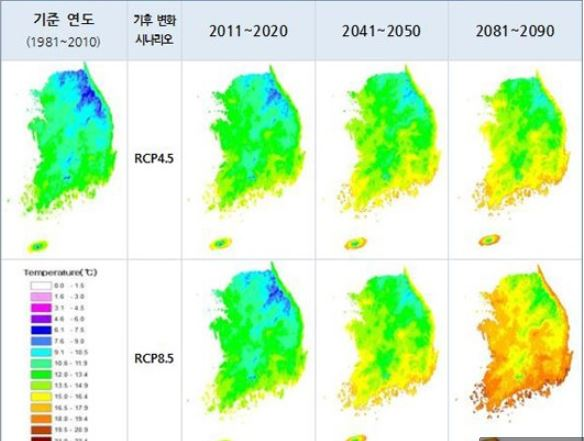 기준 연도
(1981~2010)
기후 변화
시나리오
2011~2020
2041~2050
2081~2090
RCP4.5
Temperature(℃)
0.0 - 1.5
1.6 - 3.0
3.1 - 4.5
4.6 - 6.0
6.1 - 7.5
7.6 - 9.0
9.1 - 10.5
10.6 - 11.9
12.0 - 13.4
13.5 - 14.9
15.0 - 16.4
16.5 - 17.9
18.0 - 19.4
19.5 - 20.9
RCP8.5